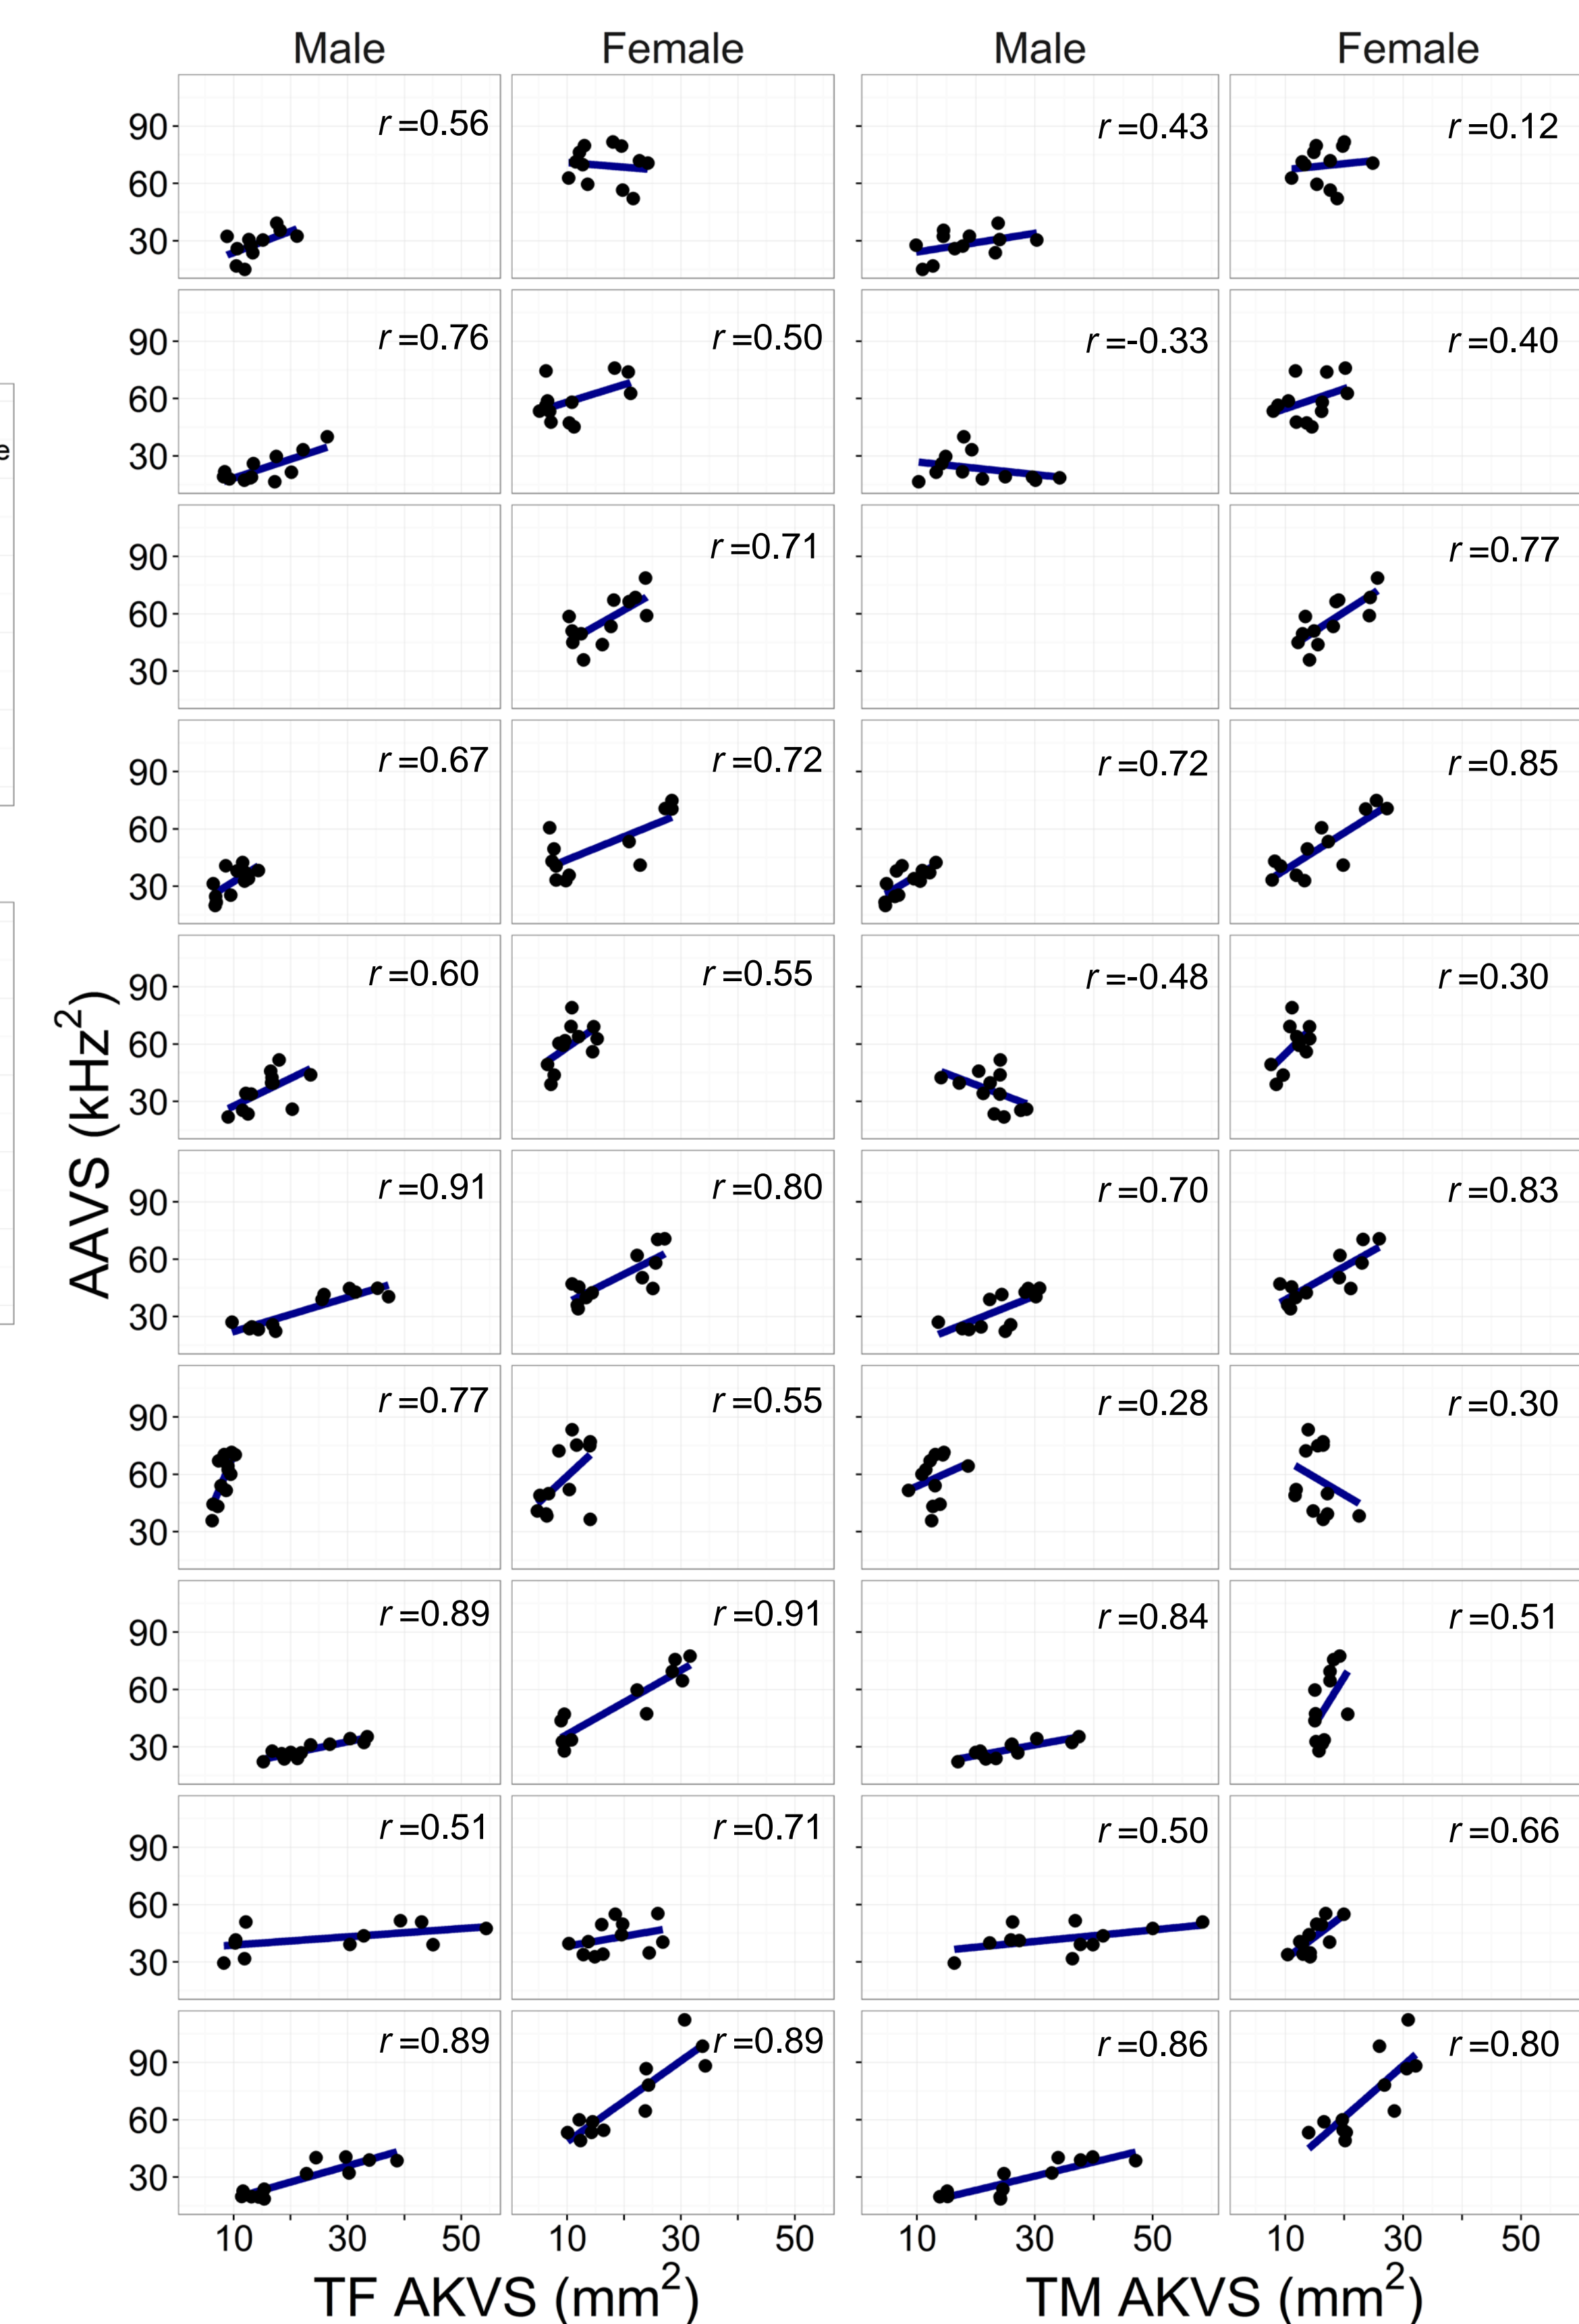 Male Female Male Female
90 r=0.56 r=0.43 r=0.12
60
30
90 r=0.76 r=0.50 r=-0.33 r=0.40
60
30
90 r=0.71 r=0.77
60
30
90 r=0.67 r=0.72 r=0.72 r=0.85
60
30
90 r=0.60 r=0.55 r=-0.48 r=0.30
60
30
90 r=0.91 r=0.80 r=0.70 r=0.83
60
30
90 r=0.77 r=0.55 r=0.28 r=0.30
60
30
90 r=0.89 r=0.91 r=0.84 r=0.51
60
30
90 r=0.51 r=0.71 r=0.50 r=0.66
60
30
90 r=0.89 r=0.89 r=0.86 r=0.80
60
30
10 30 50 10 30 50 10 30 50 10 30 50
TF AKVS (mm²) TM AKVS (mm²)
AAVS (kHz²)
e